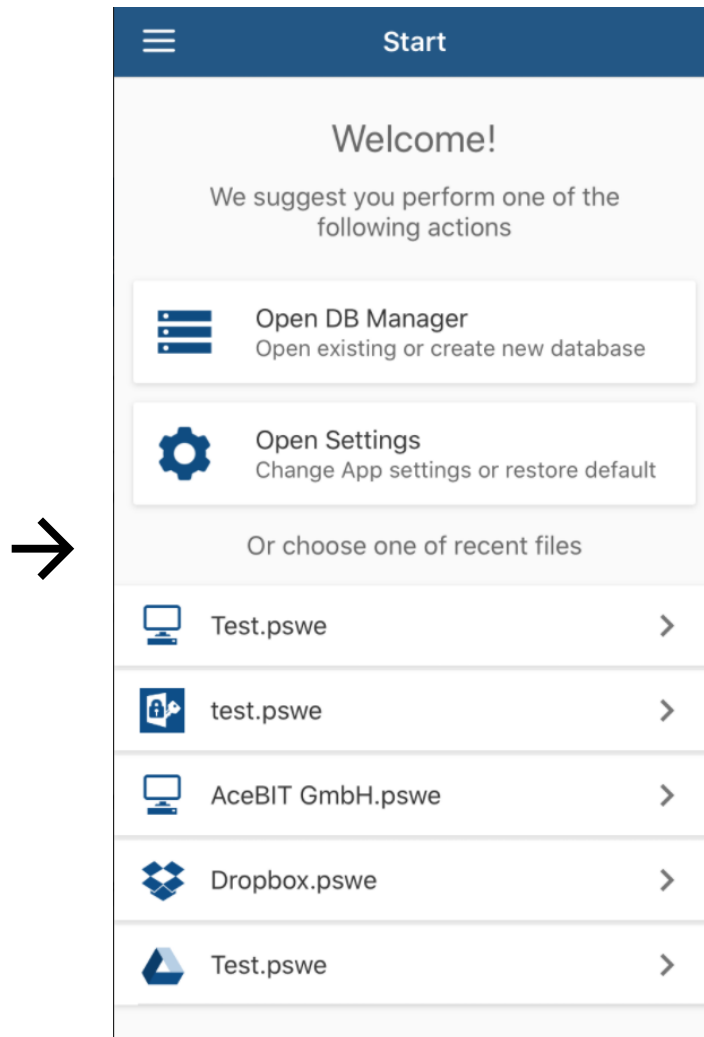 Start
Welcome!
We suggest you perform one of the
following actions
Open DB Manager
Open existing or create new database
Open Settings
Change App settings or restore default
Or choose one of recent files
Test.pswe
test.pswe
AceBIT GmbH.pswe
Dropbox.pswe
Test.pswe